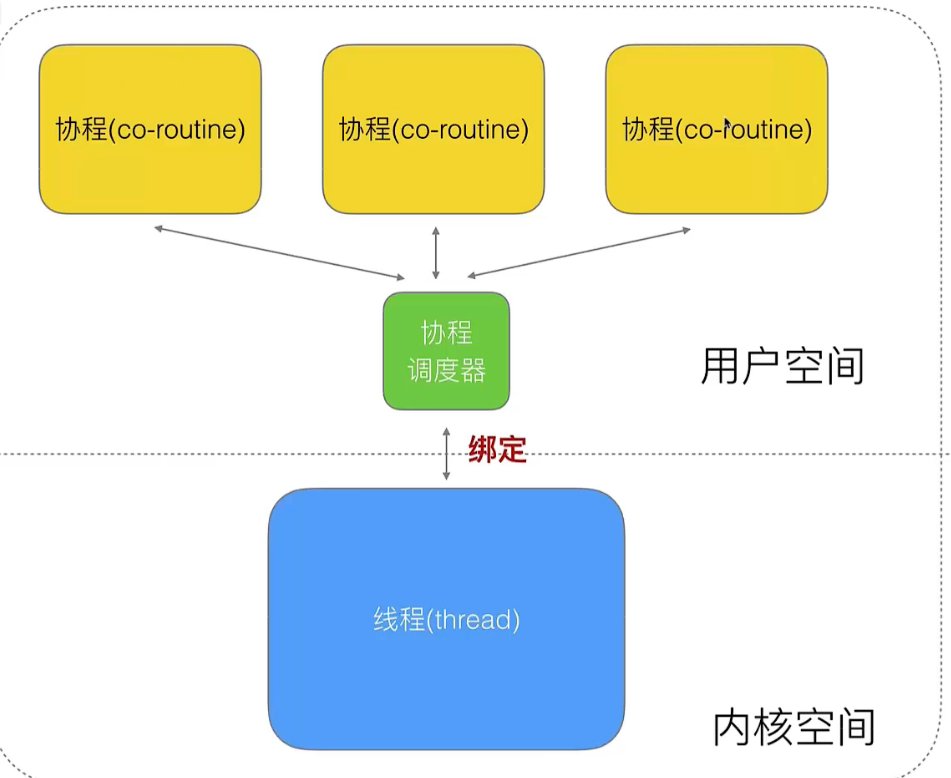 协程(co-routine)
协程(co-routine)
协程(co-routine)
协程
调度器
用户空间
绑定
线程(thread)
内核空间